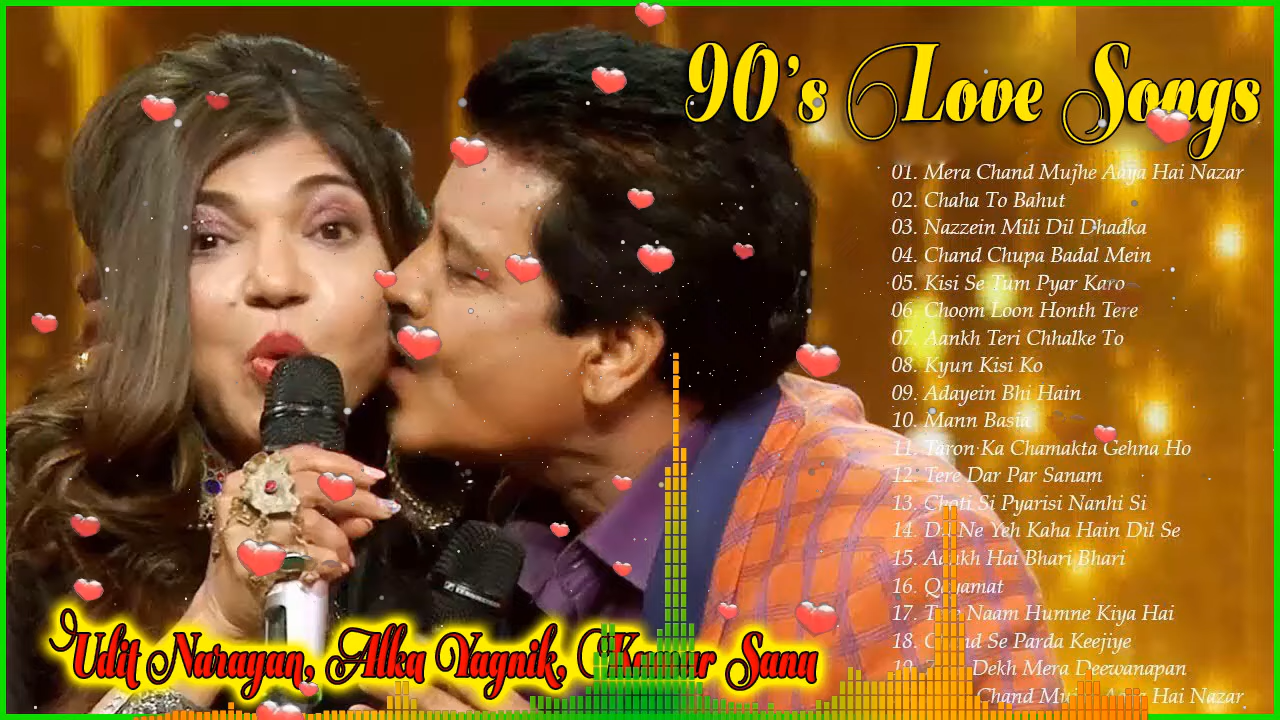 90's Love Songs
01. Mera Chand Mujhe Aaya Hai Nazar
02. Chaha To Bahut
03. Nazzein Mili Dil Dhadka
04. Chand Chupa Badal Mein
05. Kisi Se Tum Pyar Karo
06. Choom Loon Honth Tere
07. Aankh Teri Chhalke To
08. Kyun Kisi Ko
09. Adayein Bhi Hain
10. Mann Basia
11. Taron Ka Chamakta Gehna Ho
12. Tere Dar Par Sanam
13. Choti Si Pyarisi Nanhi Si
14. Dil Ne Yeh Kaha Hain Dil Se
15. Aankh Hai Bhari Bhari
16. Qayamat
17. Naam Humne Kiya Hai
18. Se Parda Keejiye
19. Dekh Mera Deewanapan
Chand Mujhe Aaya Hai Nazar
Udit Narayan, Alka Yagnik, Kumar Sanu